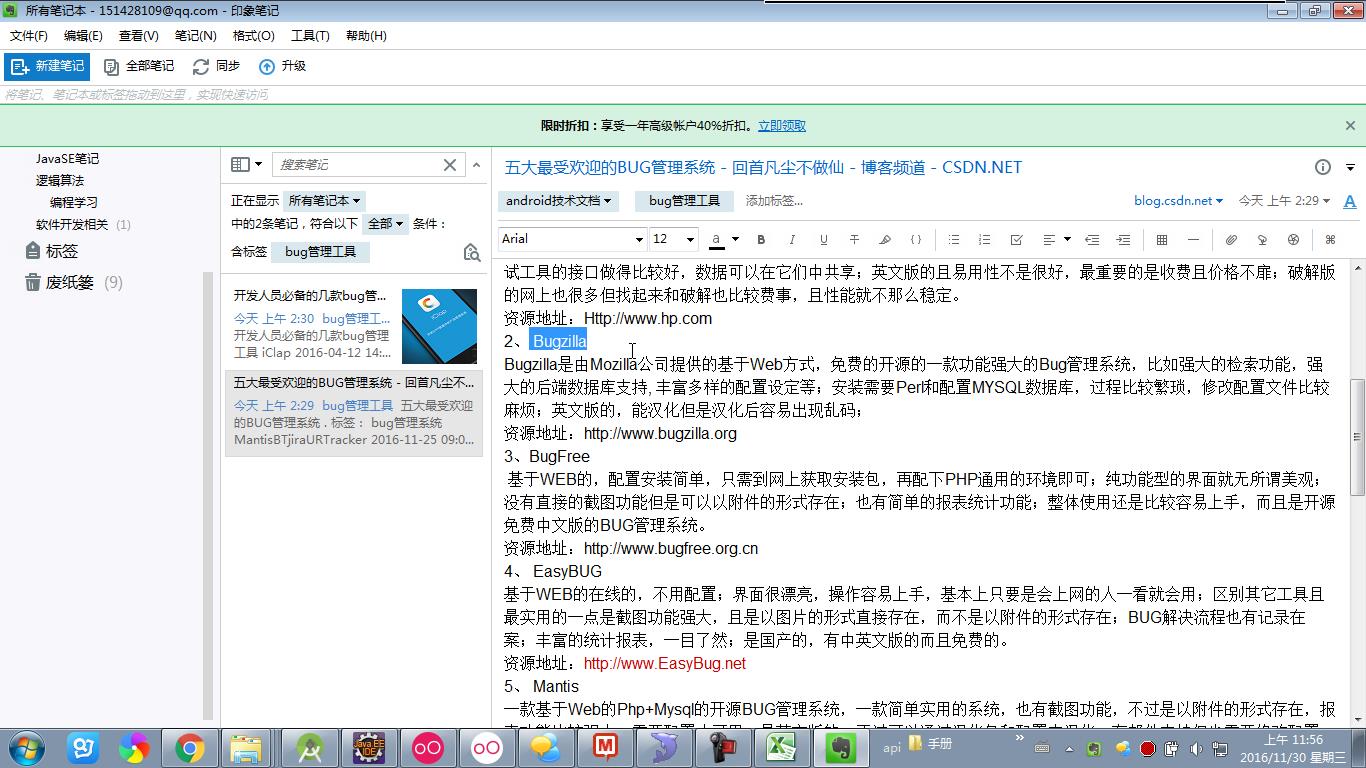 所有笔记本 - 151428109@qq.com - 印象笔记
文件(F) 编辑(E) 查看(V) 笔记(N) 格式(O) 工具(T) 帮助(H)
新建笔记 全部笔记 同步 升级
将笔记、笔记本或标签拖动到这里，实现快速访问
限时折扣：享受一年高级帐户40%折扣。立即领取
JavaSE笔记
逻辑算法
编程学习
软件开发相关 (1)
标签
废纸篓 (9)
搜索笔记
正在显示 所有笔记本
中的2条笔记，符合以下 全部 条件：
含标签 bug管理工具
开发人员必备的几款bug管...
今天 上午 2:30 bug管理工...
开发人员必备的几款bug管理
工具 iClap 2016-04-12 14:...
iClap
五大最受欢迎的BUG管理系统 - 回首凡尘不...
今天 上午 2:29 bug管理工具 五大最受欢迎
的BUG管理系统 . 标签： bug管理系统
MantisBTjiraURTracker 2016-11-25 09:0...
五大最受欢迎的BUG管理系统 - 回首凡尘不做仙 - 博客频道 - CSDN.NET
android技术文档 bug管理工具 添加标签... blog.csdn.net 今天 上午 2:29
Arial 12
试工具的接口做得比较好，数据可以在它们中共享；英文版的且易用性不是很好，最重要的是收费且价格不扉；破解版
的网上也很多但找起来和破解也比较费事，且性能就不那么稳定。
资源地址：Http://www.hp.com
2、 Bugzilla
Bugzilla是由Mozilla公司提供的基于Web方式，免费的开源的一款功能强大的Bug管理系统，比如强大的检索功能，强
大的后端数据库支持, 丰富多样的配置设定等；安装需要Perl和配置MYSQL数据库，过程比较繁琐，修改配置文件比较
麻烦；英文版的，能汉化但是汉化后容易出现乱码；
资源地址：http://www.bugzilla.org
3、BugFree
基于WEB的，配置安装简单，只需到网上获取安装包，再配下PHP通用的环境即可；纯功能型的界面就无所谓美观；
没有直接的截图功能但是可以以附件的形式存在；也有简单的报表统计功能；整体使用还是比较容易上手，而且是开源
免费中文版的BUG管理系统。
资源地址：http://www.bugfree.org.cn
4、 EasyBUG
基于WEB的在线的，不用配置；界面很漂亮，操作容易上手，基本上只要是会上网的人一看就会用；区别其它工具且
最实用的一点是截图功能强大，且是以图片的形式直接存在，而不是以附件的形式存在；BUG解决流程也有记录在
案；丰富的统计报表，一目了然；是国产的，有中英文版的而且免费的。
资源地址：http://www.EasyBug.net
5、 Mantis
一款基于Web的Php+Mysql的开源BUG管理系统，一款简单实用的系统，也有截图功能，不过是以附件的形式存在，报
Java EE IDE
api 手册
上午 11:56
2016/11/30 星期三